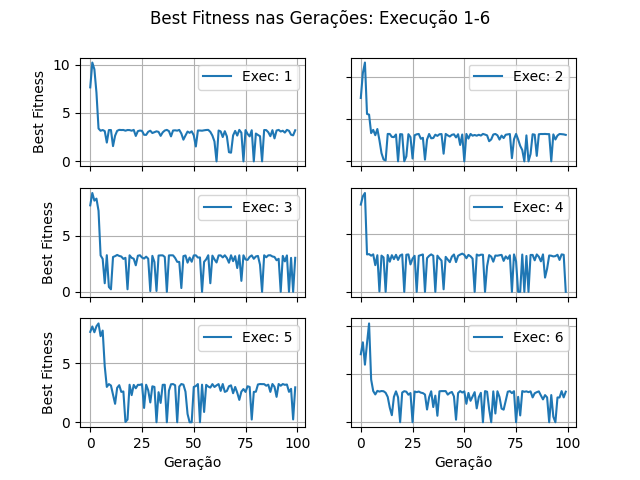 Best Fitness nas Gerações: Execução 1-6
Best Fitness
10
5
0
Exec: 1
Exec: 2
Best Fitness
5
0
Exec: 3
Exec: 4
Best Fitness
5
0
Exec: 5
Exec: 6
0 25 50 75 100
0 25 50 75 100
Geração
Geração